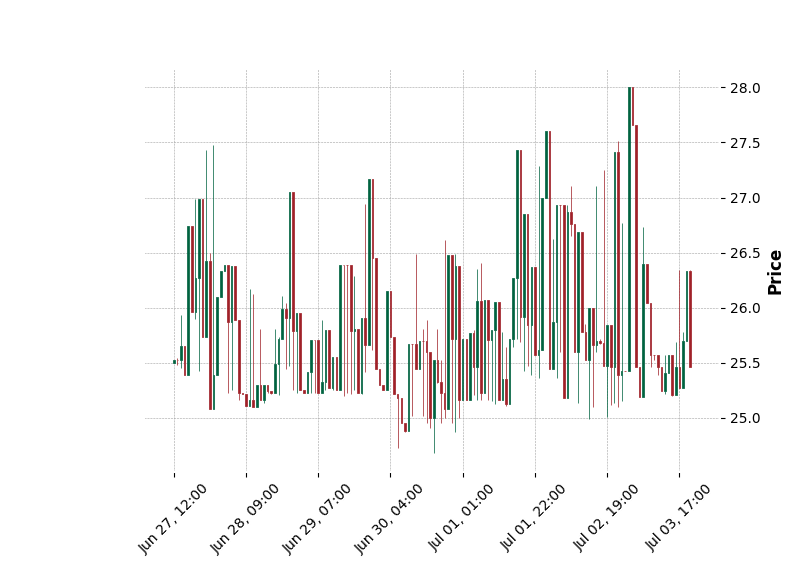 28.0
27.5
27.0
26.5
26.0
25.5
25.0
Price
Jun 27, 12:00
Jun 28, 09:00
Jun 29, 07:00
Jun 30, 04:00
Jul 01, 01:00
Jul 01, 22:00
Jul 02, 19:00
Jul 03, 17:00